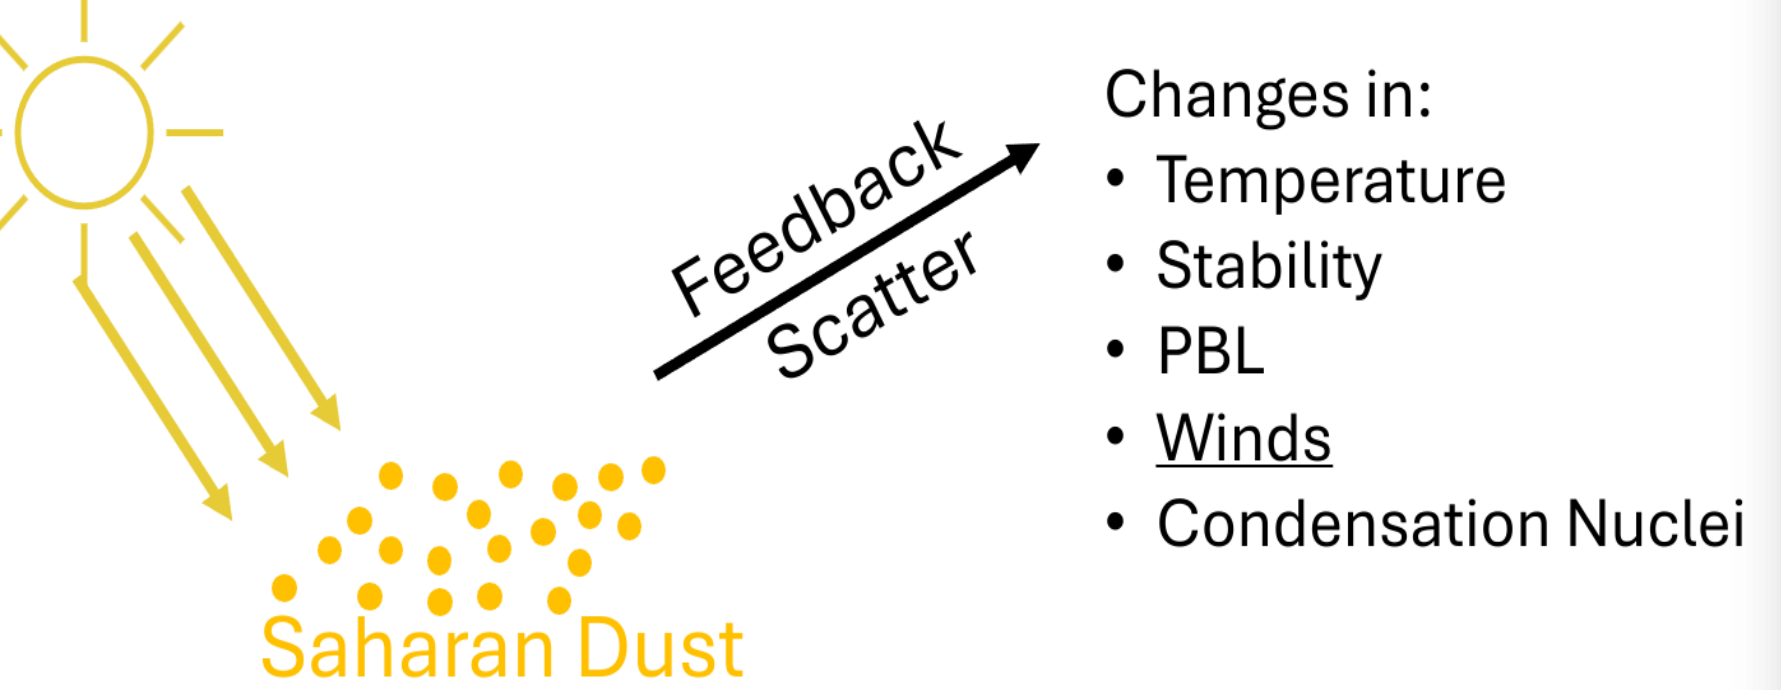 Changes in:
• Temperature
• Stability
• PBL
• Winds
• Condensation Nuclei
Feedback
Scatter
Saharan Dust